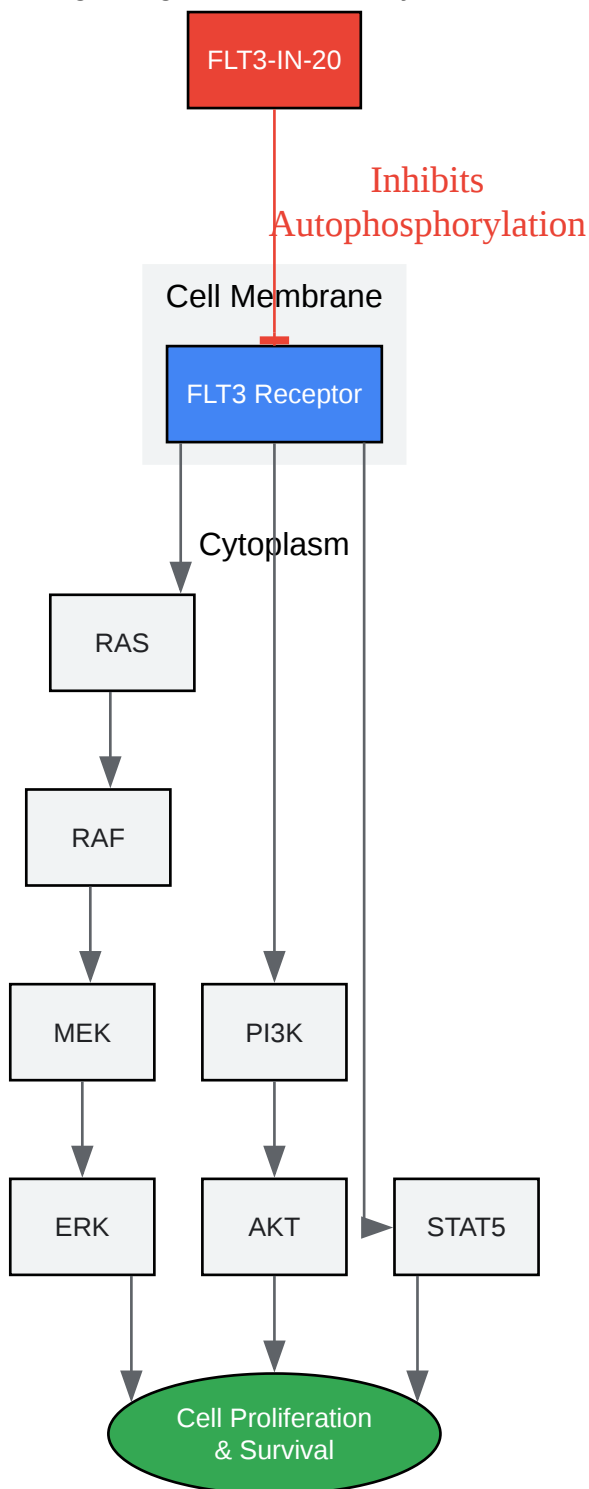 FLT3-IN-20
Inhibits
Autophosphorylation
Cell Membrane
FLT3 Receptor
Cytoplasm
RAS
RAF
MEK
PI3K
ERK
AKT
STAT5
Cell Proliferation
& Survival